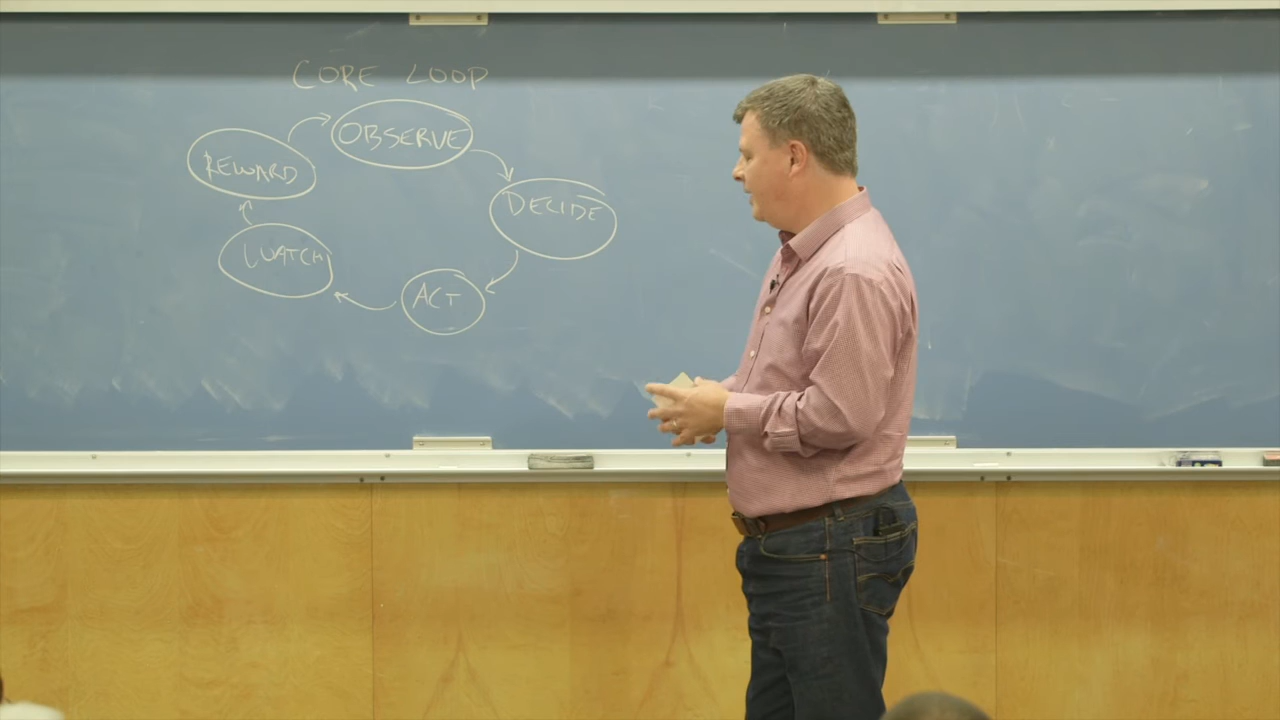 CORE LOOP
OBSERVE
DECIDE
ACT
WATCH
REWARD